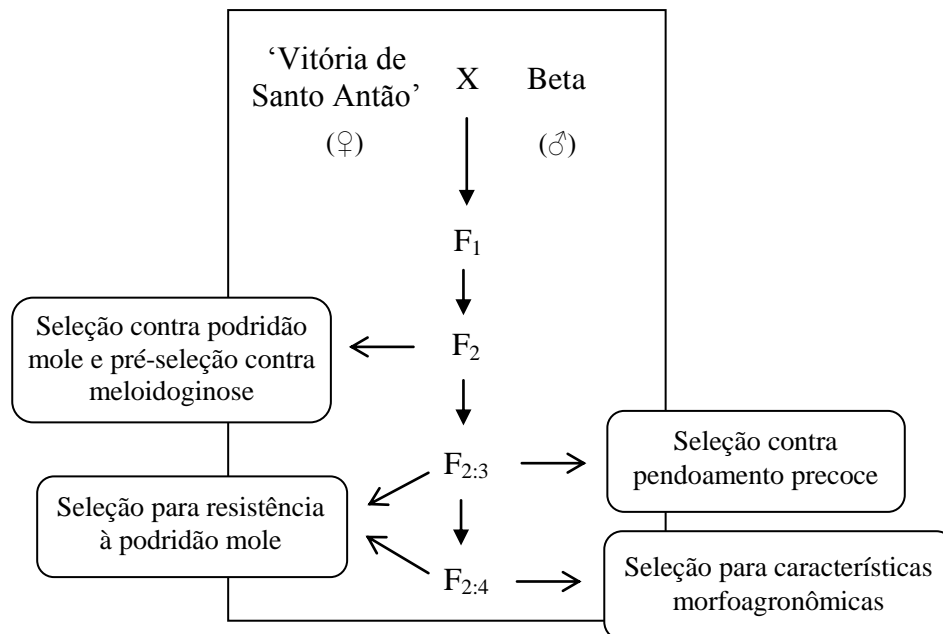 ‘Vitória de
Santo Antão’ X Beta
(♀) (♂)
F1
Seleção contra podridão
mole e pré-seleção contra
meloidoginose
F2
F2:3
Seleção contra
pendoamento precoce
Seleção para resistência
à podridão mole
F2:4
Seleção para características
morfoagronômicas